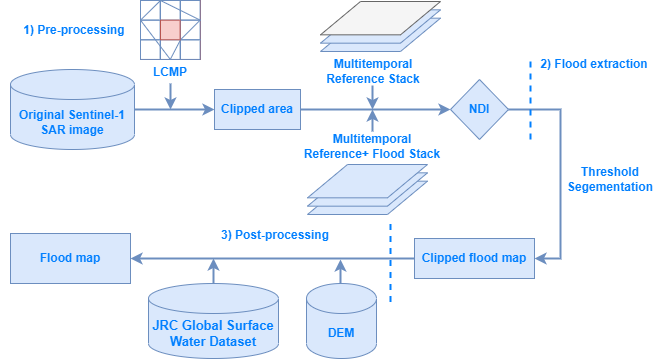 1) Pre-processing
LCMP
Original Sentinel-1
SAR image
Clipped area
Multitemporal
Reference Stack
Multitemporal
Reference+ Flood Stack
NDI
2) Flood extraction
Threshold
Segementation
3) Post-processing
Clipped flood map
Flood map
JRC Global Surface
Water Dataset
DEM